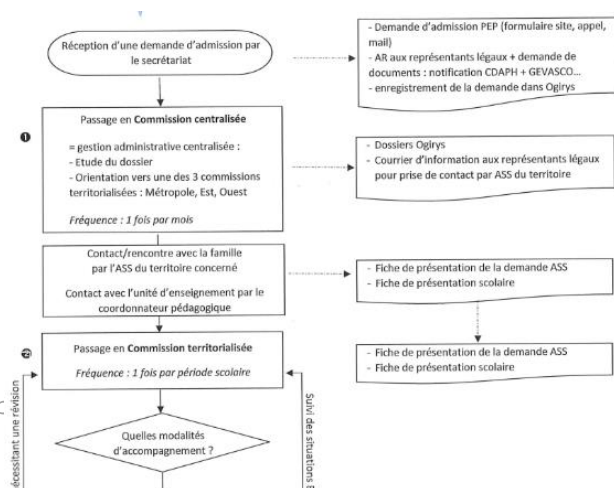 Réception d'une demande d'admission par
le secrétariat
- Demande d'admission PEP (formulaire site, appel,
mail)
- AR aux représentants légaux + demande de
documents : notification CDAPH + GEVASCO...
- enregistrement de la demande dans Ogirys
❶
Passage en Commission centralisée
= gestion administrative centralisée :
- Etude du dossier
- Orientation vers une des 3 commissions
territorialisées : Métropole, Est, Ouest
Fréquence : 1 fois par mois
- Dossiers Ogirys
- Courrier d'information aux représentants légaux
pour prise de contact par ASS du territoire
Contact/rencontre avec la famille
par l'ASS du territoire concerné
Contact avec l'unité d'enseignement par le
coordonnateur pédagogique
- Fiche de présentation de la demande ASS
- Fiche de présentation scolaire
❷
Passage en Commission territorialisée
Fréquence : 1 fois par période scolaire
- Fiche de présentation de la demande ASS
- Fiche de présentation scolaire
Quelles modalités
d'accompagnement ?
écessitant une révision
Suivi des situations